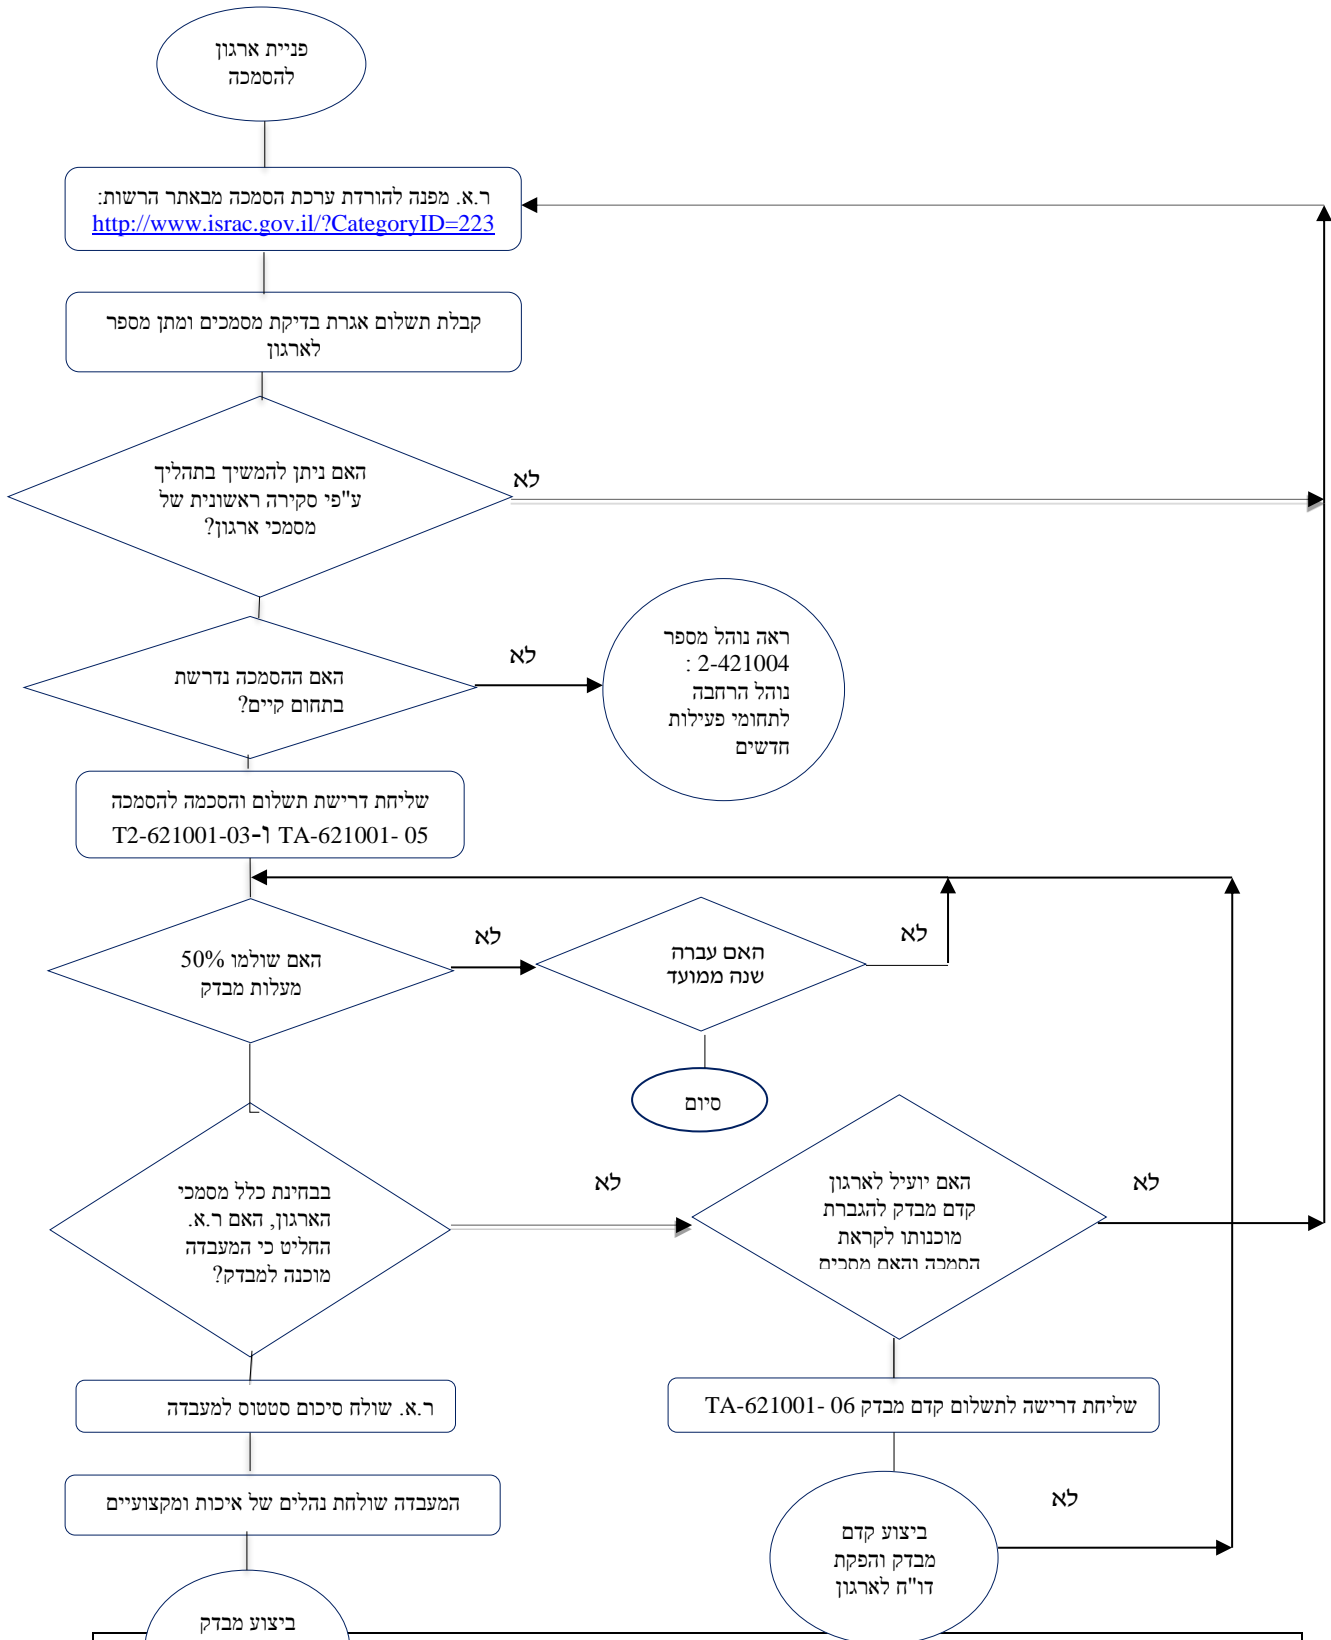 פניית ארגון
להסמכה
ר.א. מפנה להורדת ערכת הסמכה מבאתר הרשות:
http://www.israc.gov.il/?CategoryID=223
קבלת תשלום אגרת בדיקת מסמכים ומתן מספר
לארגון
האם ניתן להמשיך בתהליך
ע"פי סקירה ראשונית של
מסמכי ארגון?
לא
האם ההסמכה נדרשת
בתחום קיים?
לא
ראה נוהל מספר
2-421004 :
נוהל הרחבה
לתחומי פעילות
חדשים
שליחת דרישת תשלום והסכמה להסמכה
TA-621001- 05 ו-T2-621001-03
האם שולמו 50%
מעלות מבדק
לא
האם עברה
שנה ממועד
לא
סיום
בבחינת כלל מסמכי
הארגון, האם ר.א.
החליט כי המעבדה
מוכנה למבדק?
לא
האם יועיל לארגון
קדם מבדק להגברת
מוכנותו לקראת
הסמכה והאם מסכים
לא
ר.א. שולח סיכום סטטוס למעבדה
שליחת דרישה לתשלום קדם מבדק TA-621001- 06
המעבדה שולחת נהלים של איכות ומקצועיים
ביצוע קדם
מבדק והפקת
דו"ח לארגון
לא
ביצוע מבדק